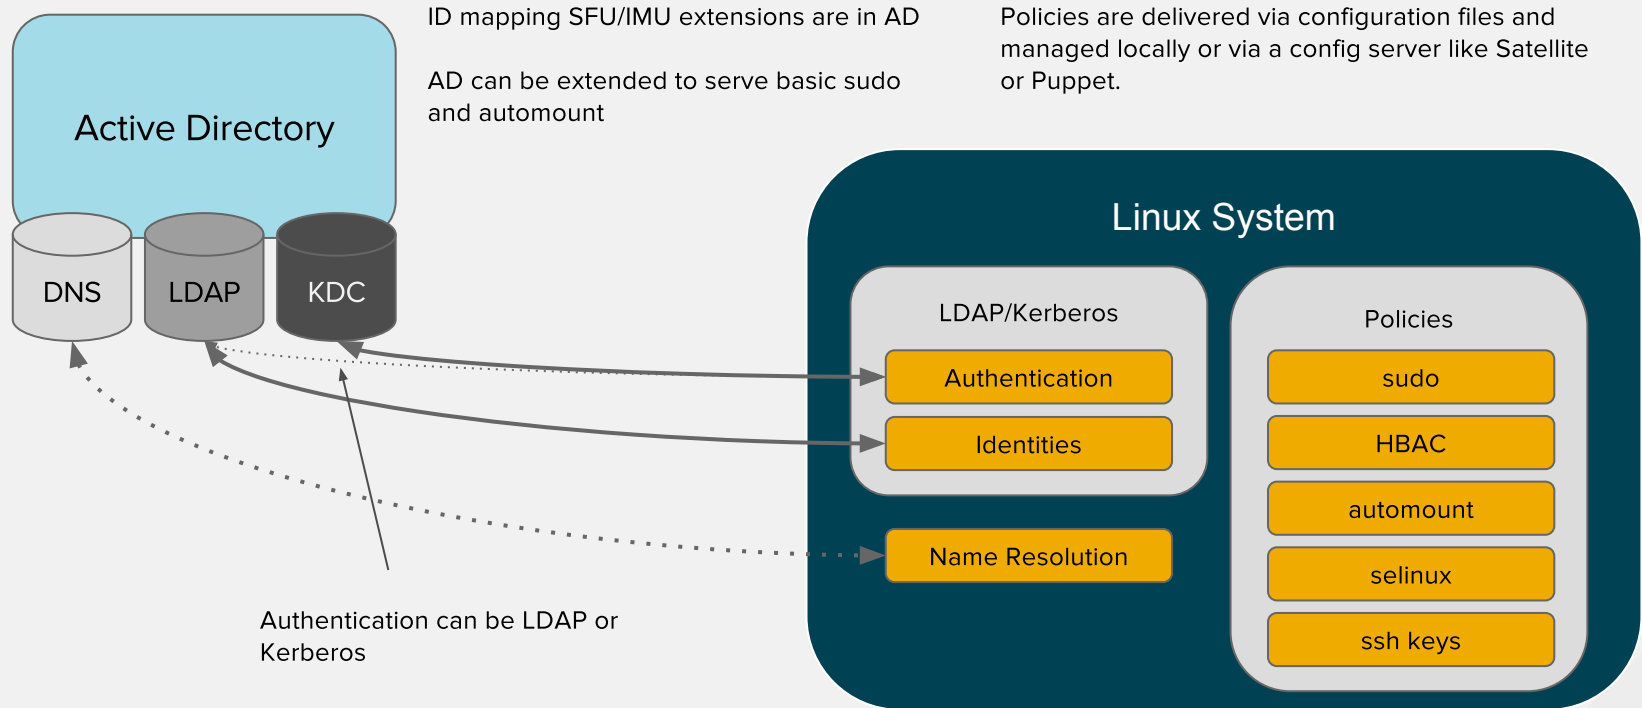 ID mapping SFU/IMU extensions are in AD
AD can be extended to serve basic sudo
and automount
Policies are delivered via configuration files and
managed locally or via a config server like Satellite
or Puppet.
Active Directory
DNS
LDAP
KDC
Linux System
LDAP/Kerberos
Authentication
Identities
Name Resolution
Policies
sudo
HBAC
automount
selinux
ssh keys
Authentication can be LDAP or
Kerberos